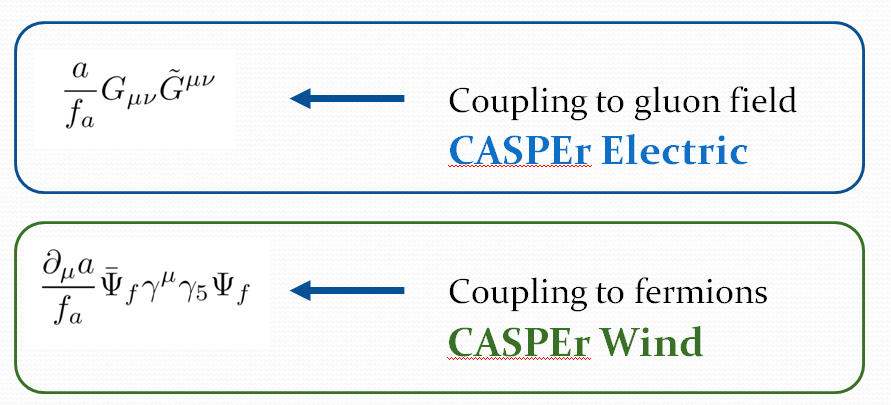 \frac{a}{f_a} G_{\mu\nu} \tilde{G}^{\mu\nu}
Coupling to gluon field
CASPEr Electric
\frac{\partial_\mu a}{f_a} \bar{\Psi}_f \gamma^\mu \gamma_5 \Psi_f
Coupling to fermions
CASPEr Wind